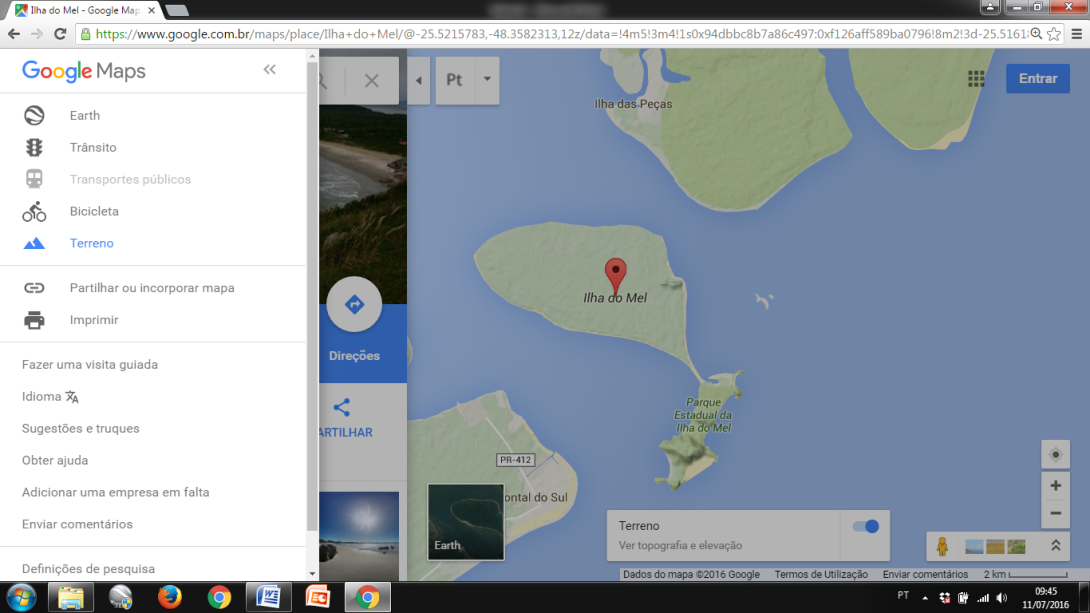 Ilha do Mel - Google Map
https://www.google.com.br/maps/place/Ilha+do+Mel/@-25.5215783,-48.3582313,12z/data=!4m5!3m4!1s0x94dbbc8b7a86c497:0xf126aff589ba0796!8m2!3d-25.5161
Google Maps
Earth
Trânsito
Transportes públicos
Bicicleta
Terreno
Partilhar ou incorporar mapa
Imprimir
Fazer uma visita guiada
Idioma
Sugestões e truques
Obter ajuda
Adicionar uma empresa em falta
Enviar comentários
Definições de pesquisa
Direções
ARTILHAR
Pt
Entrar
Ilha das Peças
Ilha do Mel
Parque
Estadual da
Ilha do Mel
PR-412
ontal do Sul
Earth
Terreno
Ver topografia e elevação
Dados do mapa ©2016 Google Termos de Utilização Enviar comentários 2 km
PT
09:45
11/07/2016